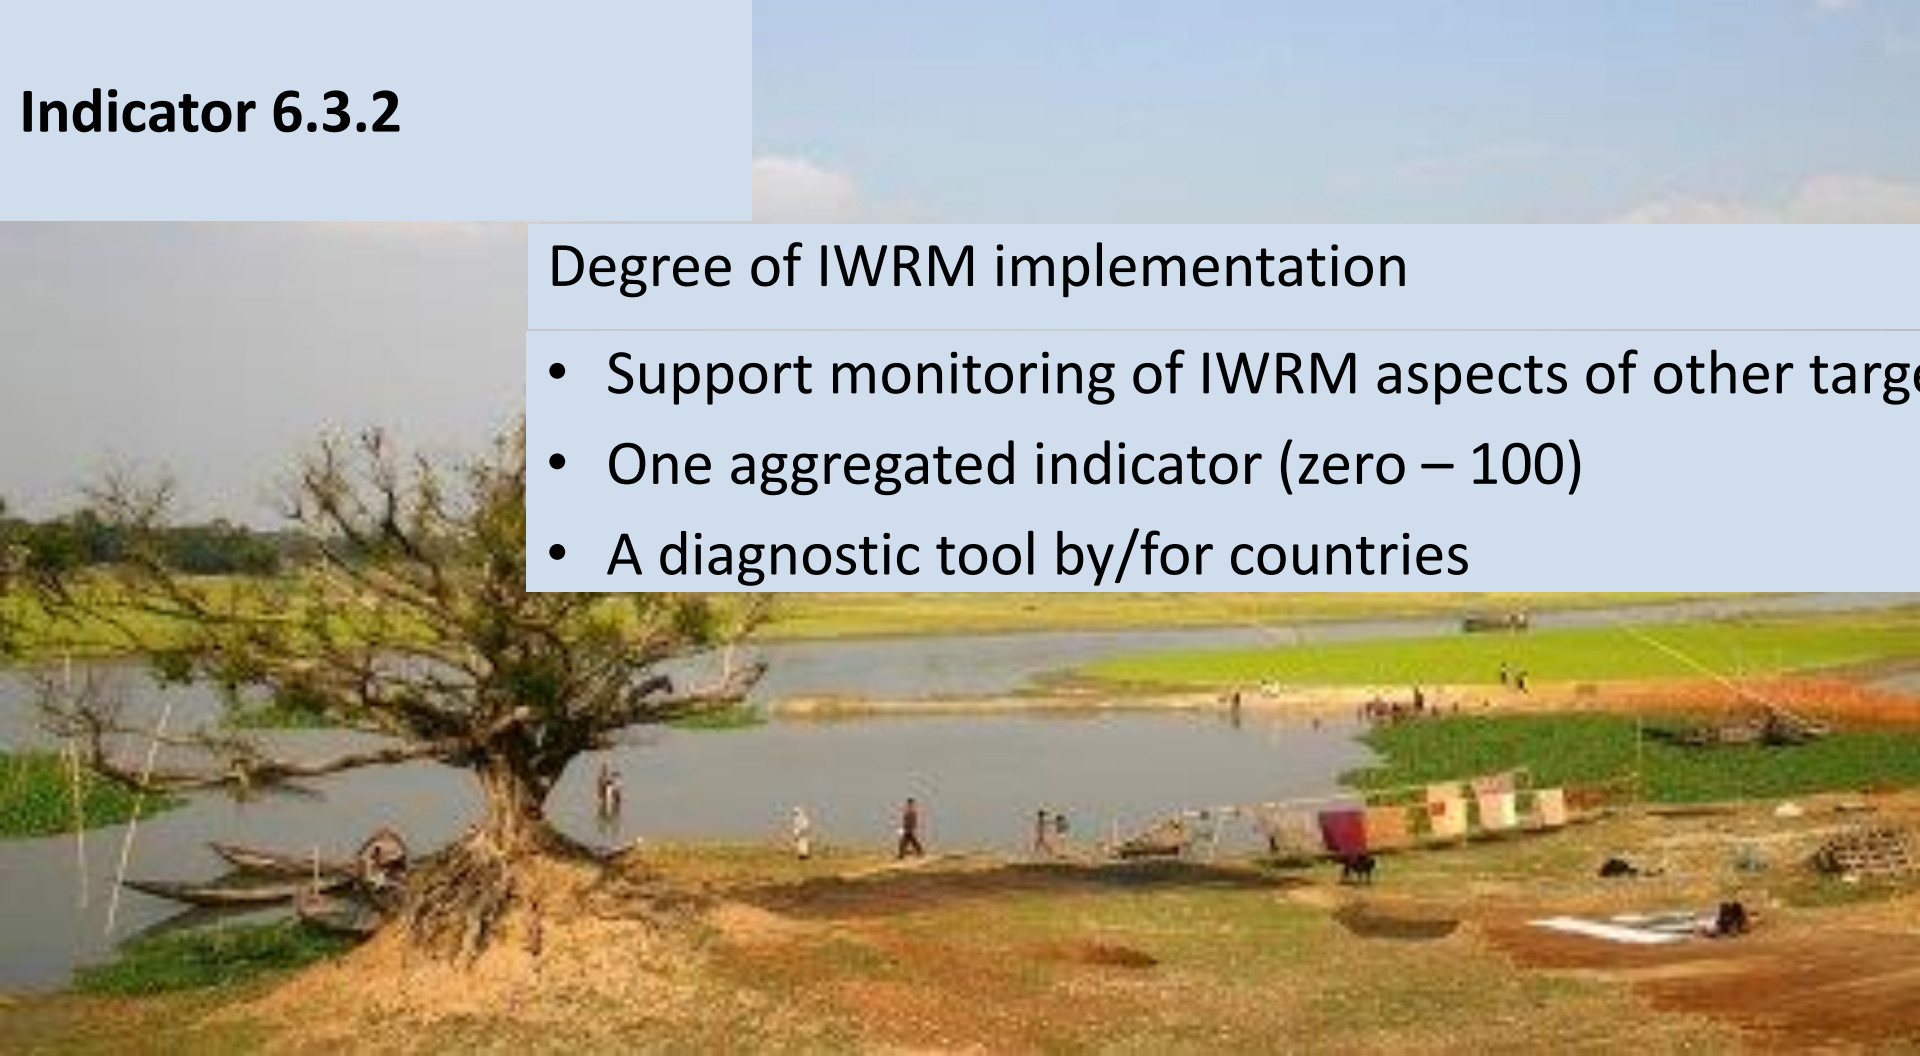 Indicator 6.3.2
Degree of IWRM implementation
• Support monitoring of IWRM aspects of other
• One aggregated indicator (zero – 100)
• A diagnostic tool by/for countries